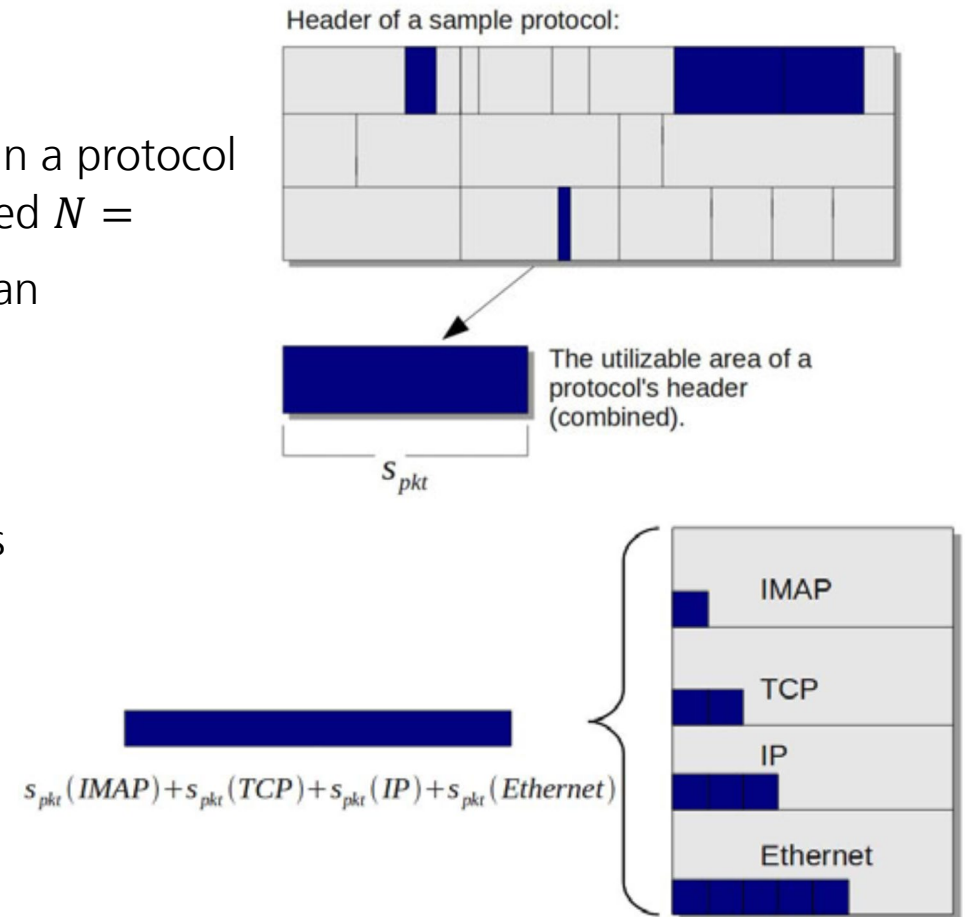 Header of a sample protocol:
n a protocol
ed N =
an
The utilizable area of a
protocol's header
(combined).
s_pkt
s
IMAP
TCP
IP
Ethernet
s_pkt(IMAP)+s_pkt(TCP)+s_pkt(IP)+s_pkt(Ethernet)